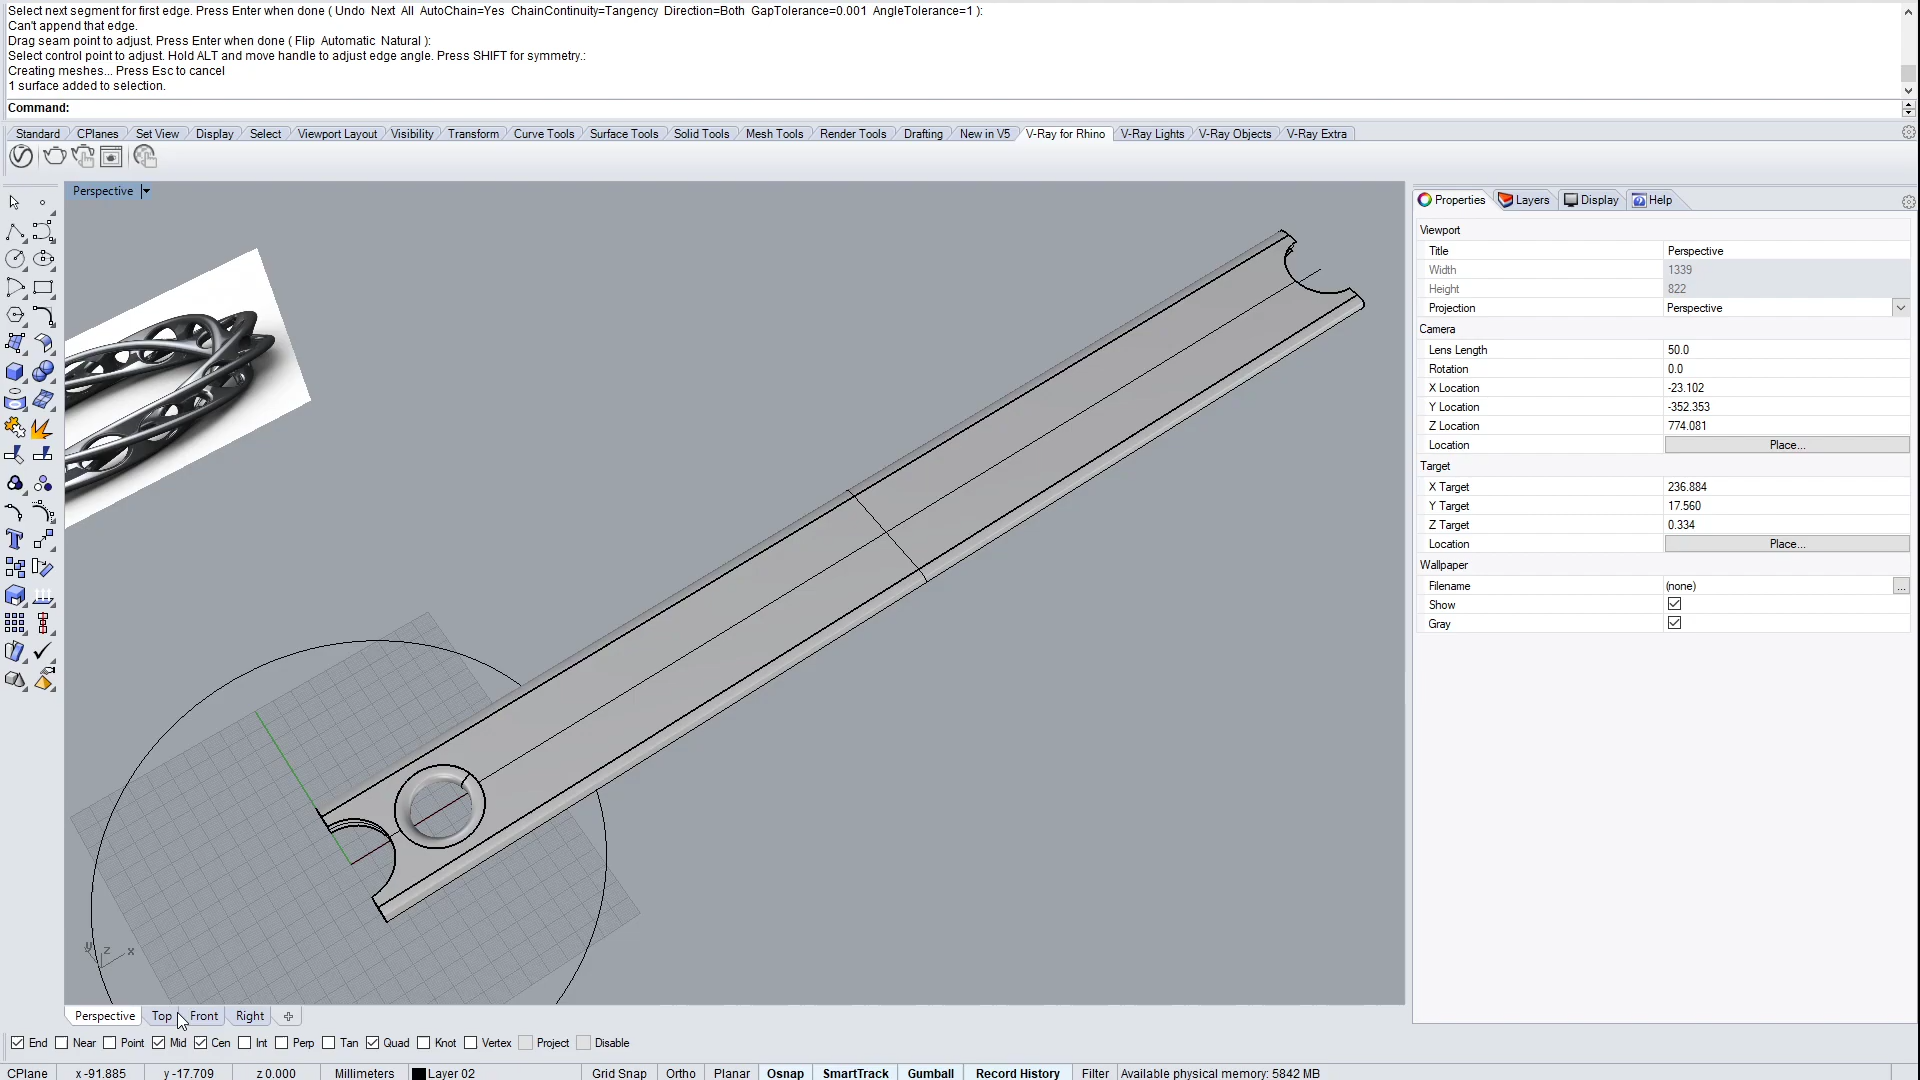 Select next segment for first edge. Press Enter when done ( Undo  Next  All  AutoChain=Yes  ChainContinuity=Tangency  Direction=Both  GapTolerance=0.001  AngleTolerance=1 ):
Can't append that edge.
Drag seam point to adjust. Press Enter when done ( Flip  Automatic  Natural ):
Select control point to adjust. Hold ALT and move handle to adjust edge angle. Press SHIFT for symmetry.:
Creating meshes... Press Esc to cancel
1 surface added to selection.
Command:
Standard CPlanes Set View Display Select Viewport Layout Visibility Transform Curve Tools Surface Tools Solid Tools Mesh Tools Render Tools Drafting New in V5 V-Ray for Rhino V-Ray Lights V-Ray Objects V-Ray Extra
Perspective
Properties Layers Display Help
Viewport
Title Perspective
Width 1339
Height 822
Projection Perspective
Camera
Lens Length 50.0
Rotation 0.0
X Location -23.102
Y Location -352.353
Z Location 774.081
Location Place...
Target
X Target 236.884
Y Target 17.560
Z Target 0.334
Location Place...
Wallpaper
Filename (none) ...
Show
Gray
y z x
Perspective Top Front Right
End Near Point Mid Cen Int Perp Tan Quad Knot Vertex Project Disable
CPlane x -91.885 y -17.709 z 0.000 Millimeters Layer 02 Grid Snap Ortho Planar Osnap SmartTrack Gumball Record History Filter Available physical memory: 5842 MB